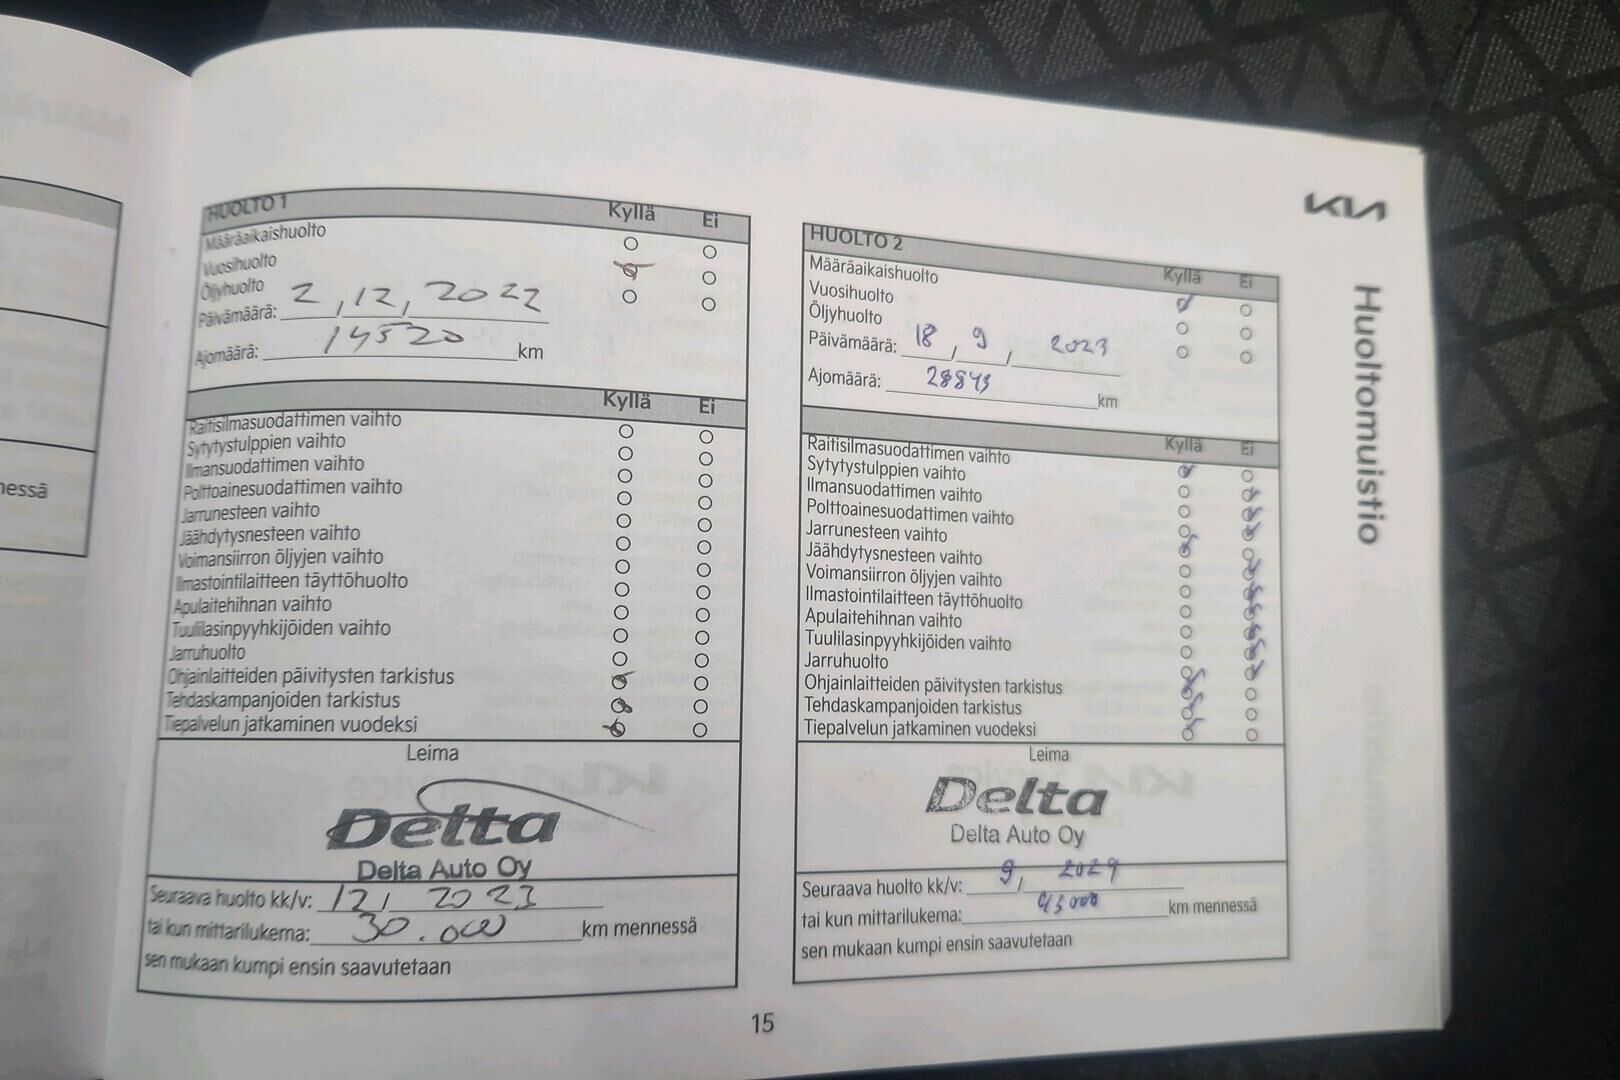 nessä
HUOLTO 1 Kyllä Ei
Määräaikaishuolto
Vuosihuolto
Öljyhuolto
Päivämäärä: 2, 12, 2022
Ajomäärä: 14520 km
Kyllä Ei
Raitisilmasuodattimen vaihto
Sytytystulppien vaihto
Ilmansuodattimen vaihto
Polttoainesuodattimen vaihto
Jarrunesteen vaihto
Jäähdytysnesteen vaihto
Voimansiirron öljyjen vaihto
Ilmastointilaitteen täyttöhuolto
Apulaitehihnan vaihto
Tuulilasinpyyhkijöiden vaihto
Jarruhuolto
Ohjainlaitteiden päivitysten tarkistus
Tehdaskampanjoiden tarkistus
Tiepalvelun jatkaminen vuodeksi
Leima
Delta
Delta Auto Oy
Seuraava huolto kk/v: 12, 2023
tai kun mittarilukema: 30.000 km mennessä
sen mukaan kumpi ensin saavutetaan
KIA
Huoltomuistio
HUOLTO 2 Kyllä Ei
Määräaikaishuolto
Vuosihuolto
Öljyhuolto
Päivämäärä: 18, 9, 2023
Ajomäärä: 28843 km
Kyllä Ei
Raitisilmasuodattimen vaihto
Sytytystulppien vaihto
Ilmansuodattimen vaihto
Polttoainesuodattimen vaihto
Jarrunesteen vaihto
Jäähdytysnesteen vaihto
Voimansiirron öljyjen vaihto
Ilmastointilaitteen täyttöhuolto
Apulaitehihnan vaihto
Tuulilasinpyyhkijöiden vaihto
Jarruhuolto
Ohjainlaitteiden päivitysten tarkistus
Tehdaskampanjoiden tarkistus
Tiepalvelun jatkaminen vuodeksi
Leima
Delta
Delta Auto Oy
Seuraava huolto kk/v: 9, 2024
tai kun mittarilukema: 43000 km mennessä
sen mukaan kumpi ensin saavutetaan
15